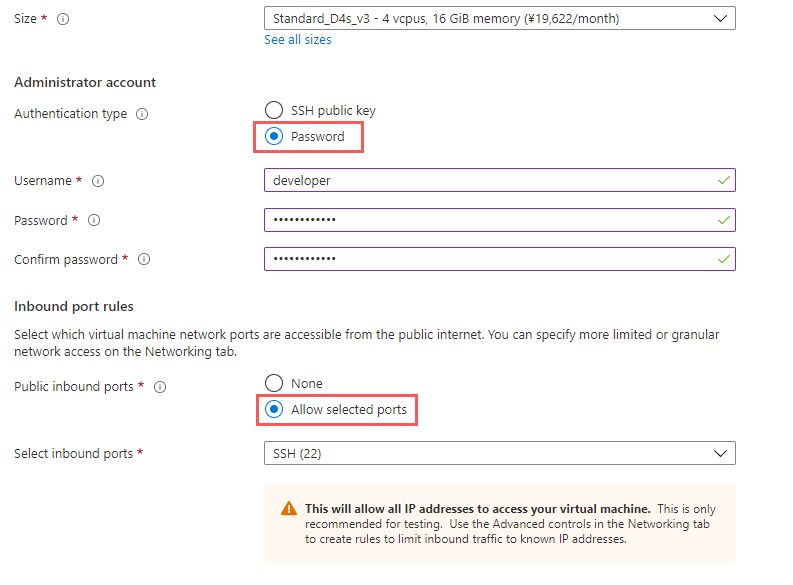 Size *
Standard_D4s_v3 - 4 vcpus, 16 GiB memory (¥19,622/month)
See all sizes
Administrator account
Authentication type
SSH public key
Password
Username *
developer
Password *
••••••••••••
Confirm password *
••••••••••••
Inbound port rules
Select which virtual machine network ports are accessible from the public internet. You can specify more limited or granular
network access on the Networking tab.
Public inbound ports *
None
Allow selected ports
Select inbound ports *
SSH (22)
This will allow all IP addresses to access your virtual machine. This is only
recommended for testing. Use the Advanced controls in the Networking tab
to create rules to limit inbound traffic to known IP addresses.